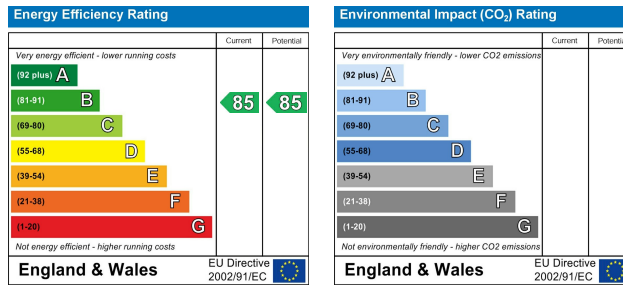 Energy Efficiency Rating
Current Potential
Very energy efficient - lower running costs
(92 plus) A
(81-91) B
85 85
(69-80) C
(55-68) D
(39-54) E
(21-38) F
(1-20) G
Not energy efficient - higher running costs
England & Wales
EU Directive
2002/91/EC
Environmental Impact (CO₂) Rating
Current Potential
Very environmentally friendly - lower CO2 emissions
(92 plus) A
(81-91) B
(69-80) C
(55-68) D
(39-54) E
(21-38) F
(1-20) G
Not environmentally friendly - higher CO2 emissions
England & Wales
EU Directive
2002/91/EC